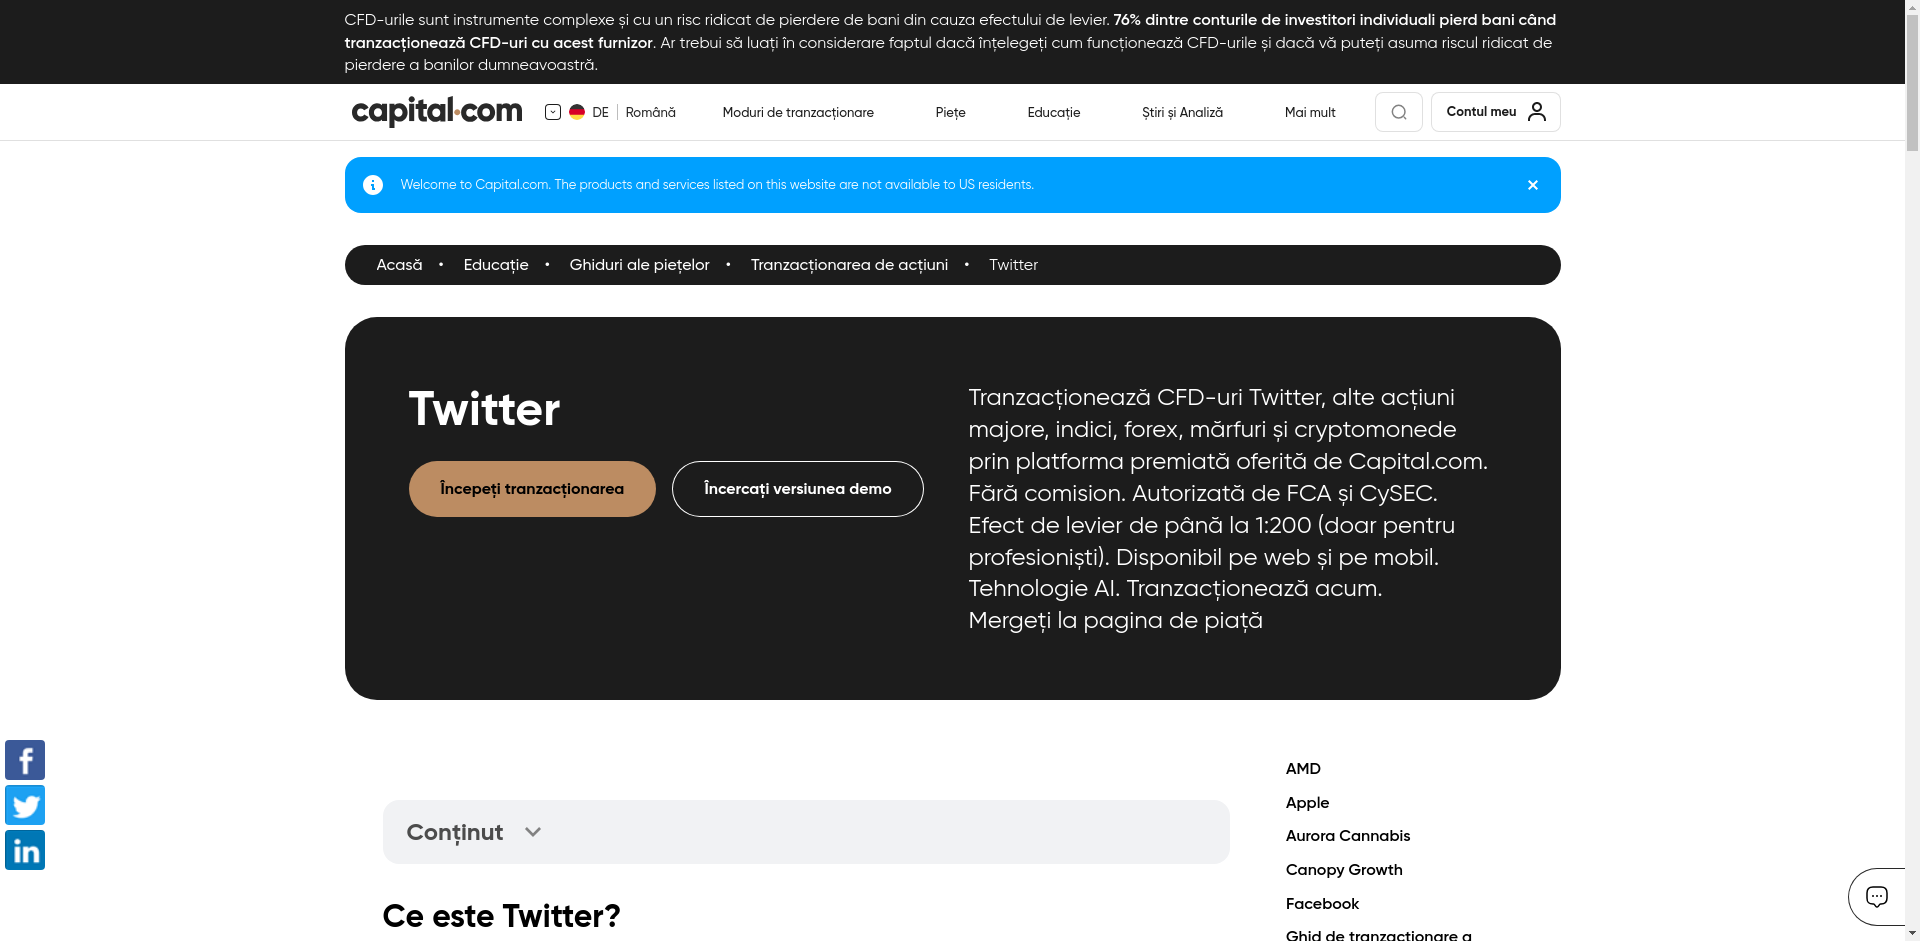 CFD-urile sunt instrumente complexe și cu un risc ridicat de pierdere de bani din cauza efectului de levier. 76% dintre conturile de investitori individuali pierd bani când
tranzacționează CFD-uri cu acest furnizor. Ar trebui să luați în considerare faptul dacă înțelegeți cum funcționează CFD-urile și dacă vă puteți asuma riscul ridicat de
pierdere a banilor dumneavoastră.
capital.com DE Română Moduri de tranzacționare Piețe Educație Știri și Analiză Mai mult Contul meu
Welcome to Capital.com. The products and services listed on this website are not available to US residents.
Acasă • Educație • Ghiduri ale piețelor • Tranzacționarea de acțiuni • Twitter
Twitter
Începeți tranzacționarea
Încercați versiunea demo
Tranzacționează CFD-uri Twitter, alte acțiuni
majore, indici, forex, mărfuri și cryptomonede
prin platforma premiată oferită de Capital.com.
Fără comision. Autorizată de FCA și CySEC.
Efect de levier de până la 1:200 (doar pentru
profesioniști). Disponibil pe web și pe mobil.
Tehnologie AI. Tranzacționează acum.
Mergeți la pagina de piață
Conținut
Ce este Twitter?
AMD
Apple
Aurora Cannabis
Canopy Growth
Facebook
Ghid de tranzacționare a